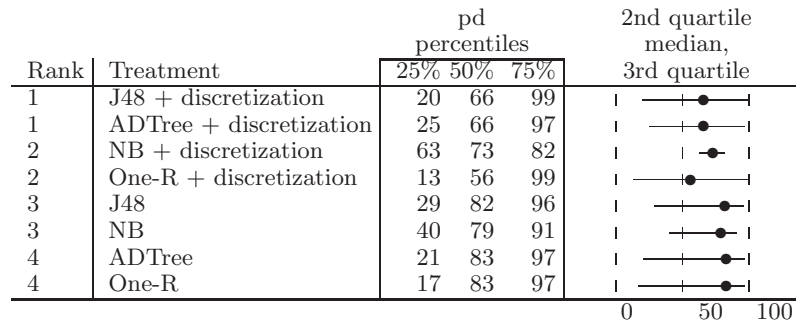 pd 2nd quartile
percentiles median,
Rank Treatment 25% 50% 75% 3rd quartile
1 J48 + discretization 20 66 99
1 ADTree + discretization 25 66 97
2 NB + discretization 63 73 82
2 One-R + discretization 13 56 99
3 J48 29 82 96
3 NB 40 79 91
4 ADTree 21 83 97
4 One-R 17 83 97
0 50 100